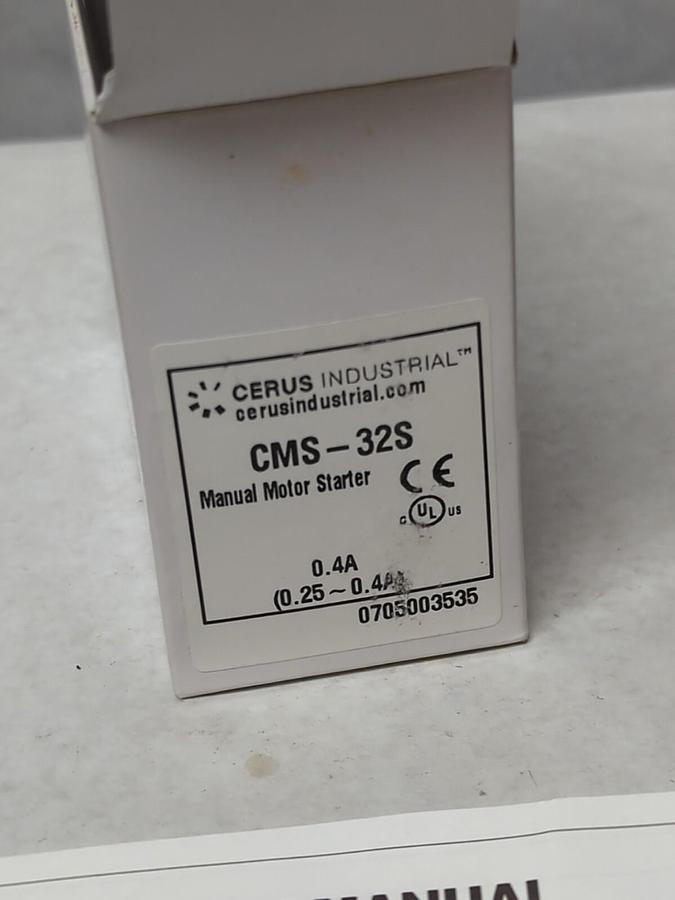 CERUS INDUSTRIAL™
cerusindustrial.com
CMS-32S
Manual Motor Starter
CE
C UL US
0.4A
(0.25 ~ 0.4A)
0705003535
MANUAL